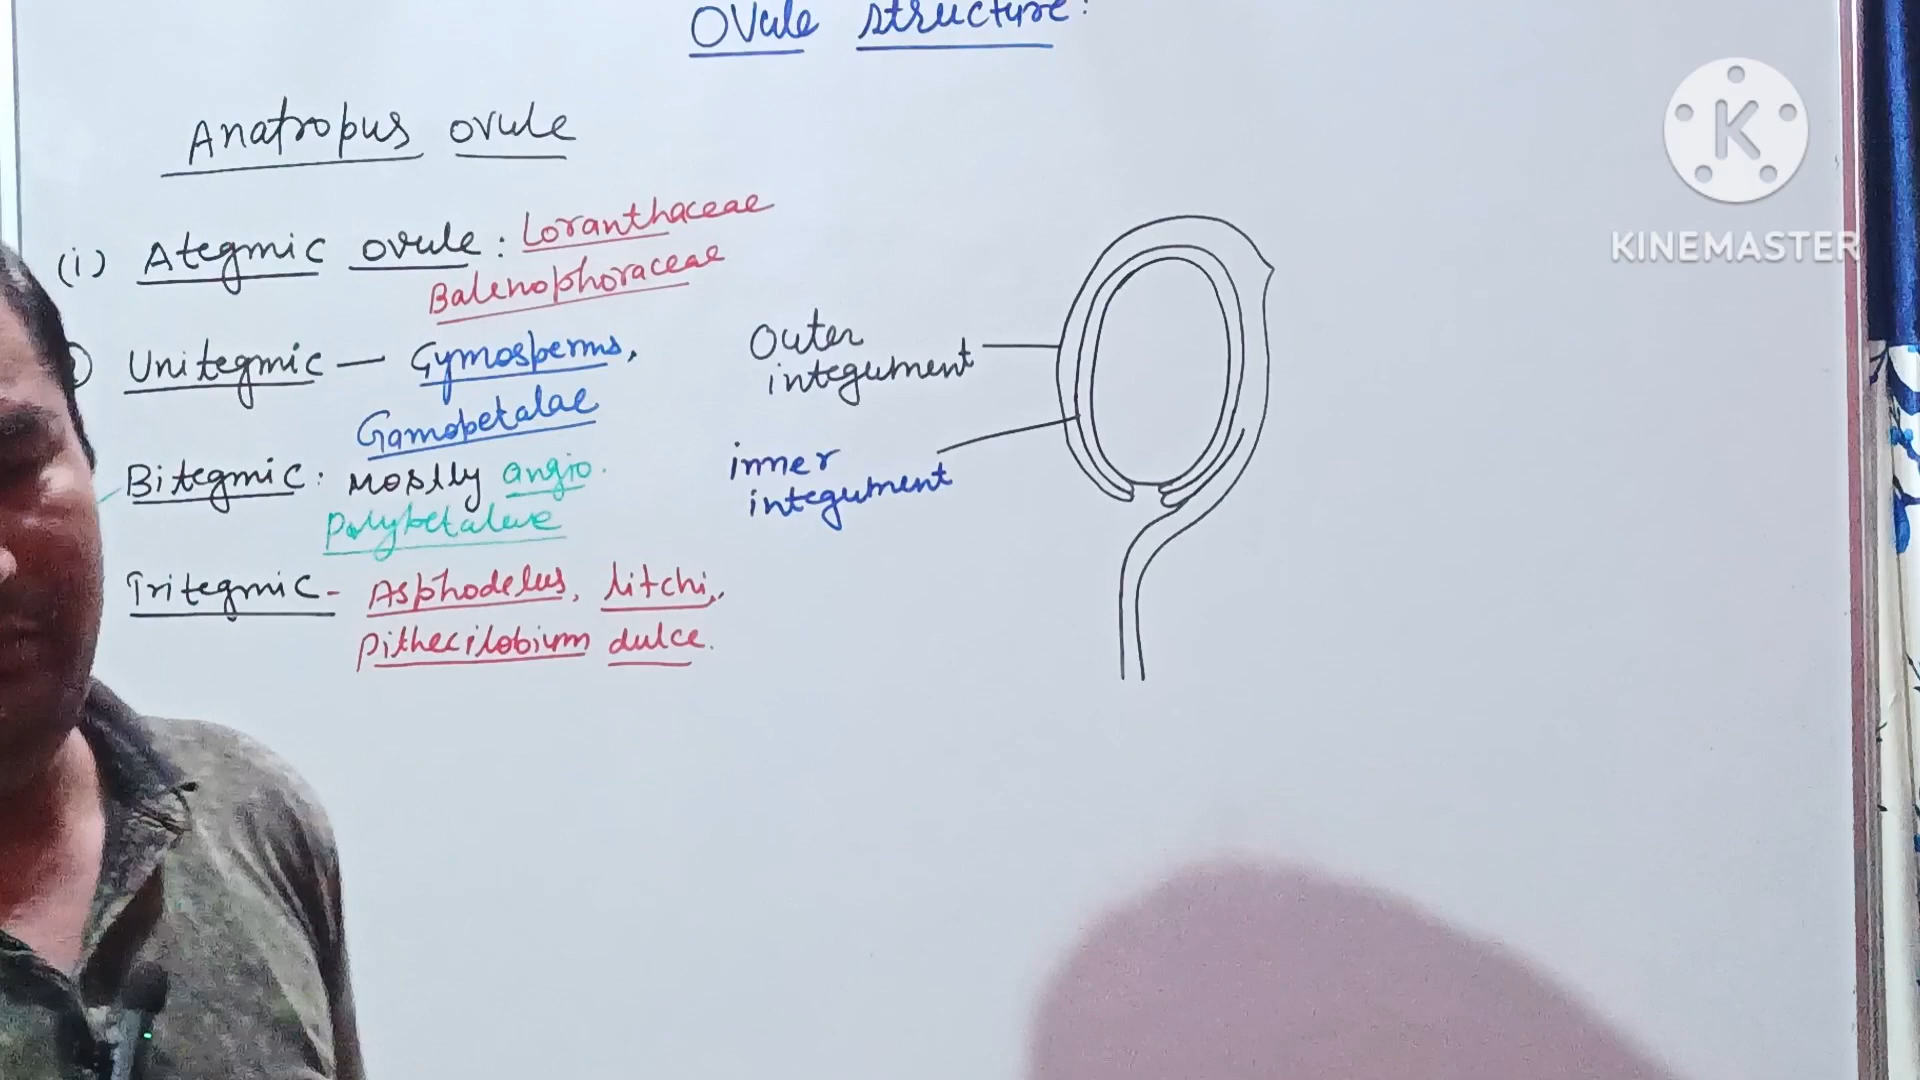 Ovule structure:
Anatropus ovule
(i) Ategmic ovule: Loranthaceae
Balenophoraceae
Unitegmic — Gymosperms,
Gamopetalae
Bitegmic: mostly angio.
Polypetalae
Tritegmic- Asphodelus, litchi,
Pithecilobium dulce.
Outer
integument
inner
integument
K
KINEMASTER